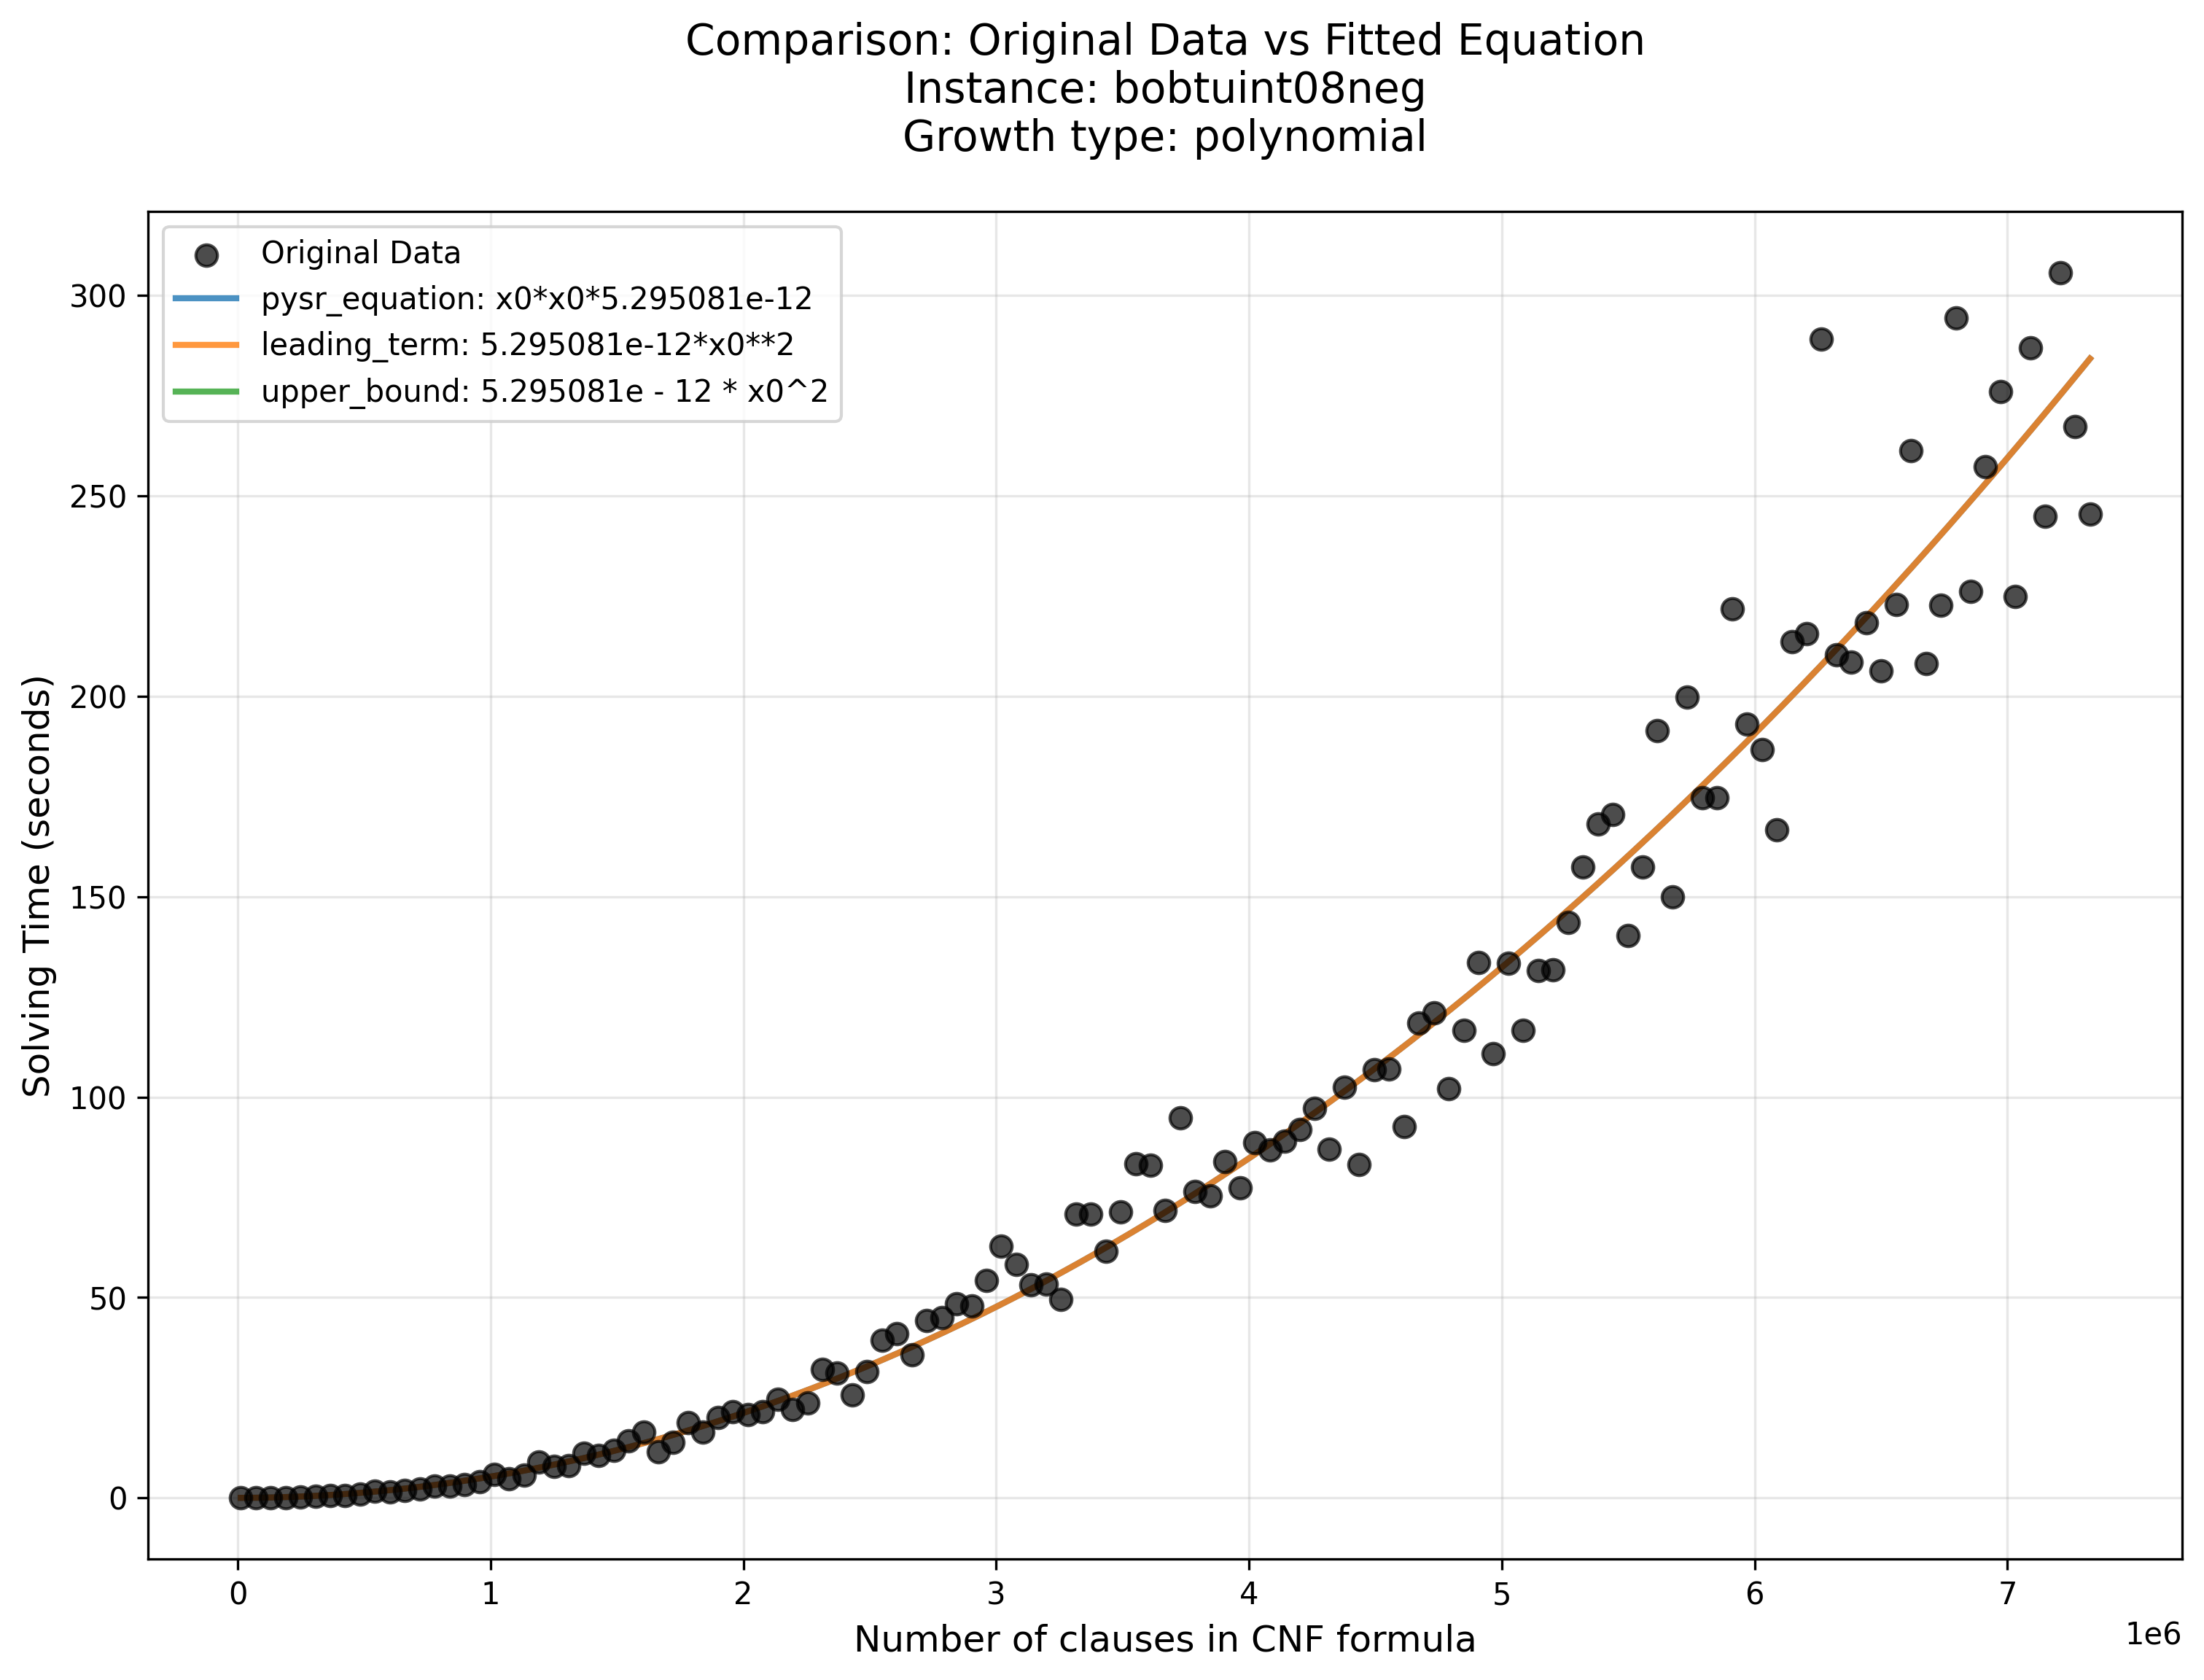 Comparison: Original Data vs Fitted Equation
Instance: bobtuint08neg
Growth type: polynomial
Original Data
pysr_equation: x0*x0*5.295081e-12
leading_term: 5.295081e-12*x0**2
upper_bound: 5.295081e - 12 * x0^2
300
250
200
150
100
50
0
Solving Time (seconds)
0 1 2 3 4 5 6 7
1e6
Number of clauses in CNF formula